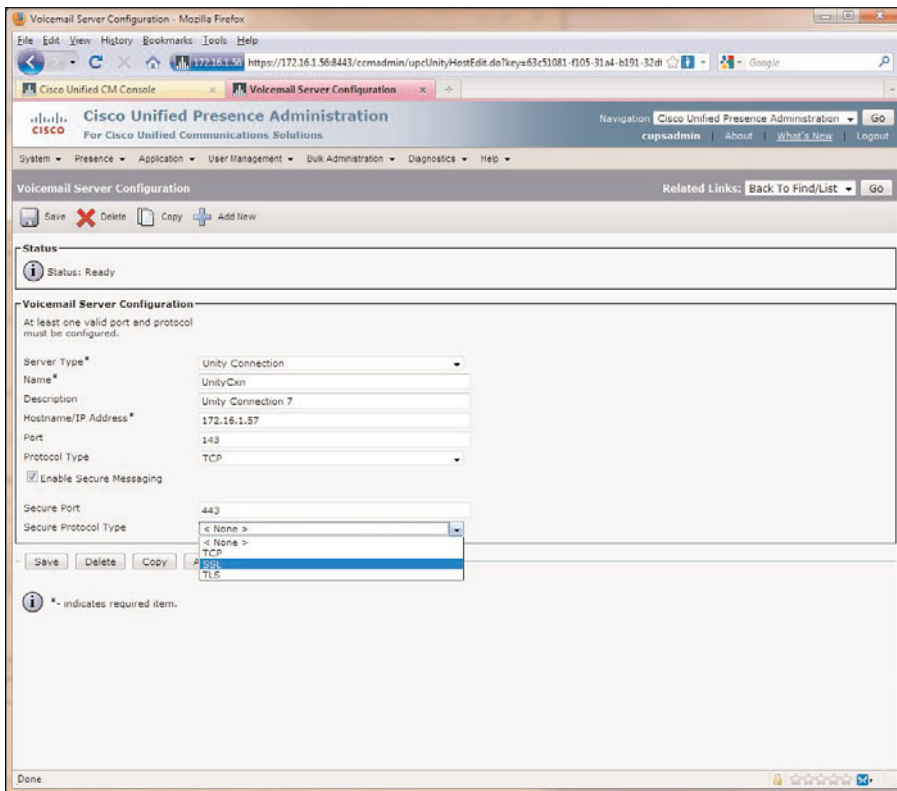 Voicemail Server Configuration - Mozilla Firefox
File Edit View History Bookmarks Tools Help
172.16.1.56 https://172.16.1.56:8443/ccmadmin/upcUnityHostEdit.do?key=63c51081-f105-31a4-b191-32df
Google
Cisco Unified CM Console
Voicemail Server Configuration
CISCO
Cisco Unified Presence Administration
For Cisco Unified Communications Solutions
Navigation Cisco Unified Presence Administration Go
cupsadmin | About | What's New | Logout
System Presence Application User Management Bulk Administration Diagnostics Help
Voicemail Server Configuration
Related Links: Back To Find/List Go
Save Delete Copy Add New
Status
Status: Ready
Voicemail Server Configuration
At least one valid port and protocol
must be configured.
Server Type* Unity Connection
Name* UnityCxn
Description Unity Connection 7
Hostname/IP Address* 172.16.1.57
Port 143
Protocol Type TCP
Enable Secure Messaging
Secure Port 443
Secure Protocol Type < None >
< None >
TCP
SSL
TLS
Save Delete Copy A
*- indicates required item.
Done